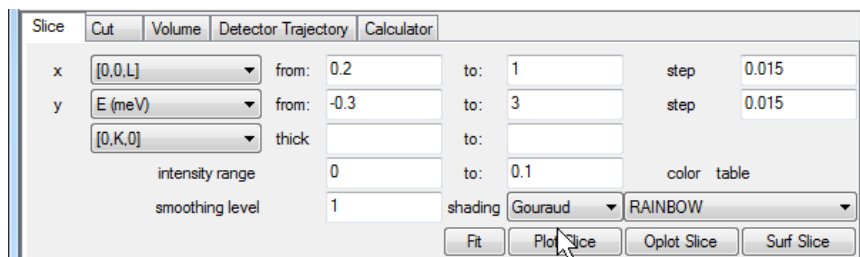 Slice Cut Volume Detector Trajectory Calculator
x [0,0,L] from: 0.2 to: 1 step 0.015
y E (meV) from: -0.3 to: 3 step 0.015
[0,K,0] thick to:
intensity range 0 to: 0.1 color table
smoothing level 1 shading Gouraud RAINBOW
Fit Plot Slice Oplot Slice Surf Slice